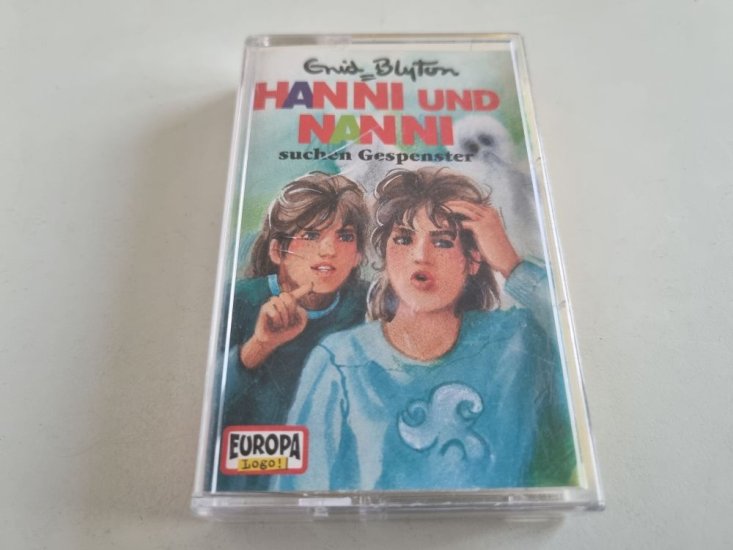 Enid Blyton
HANNI UND
NANNI
suchen Gespenster
EUROPA
Logo!